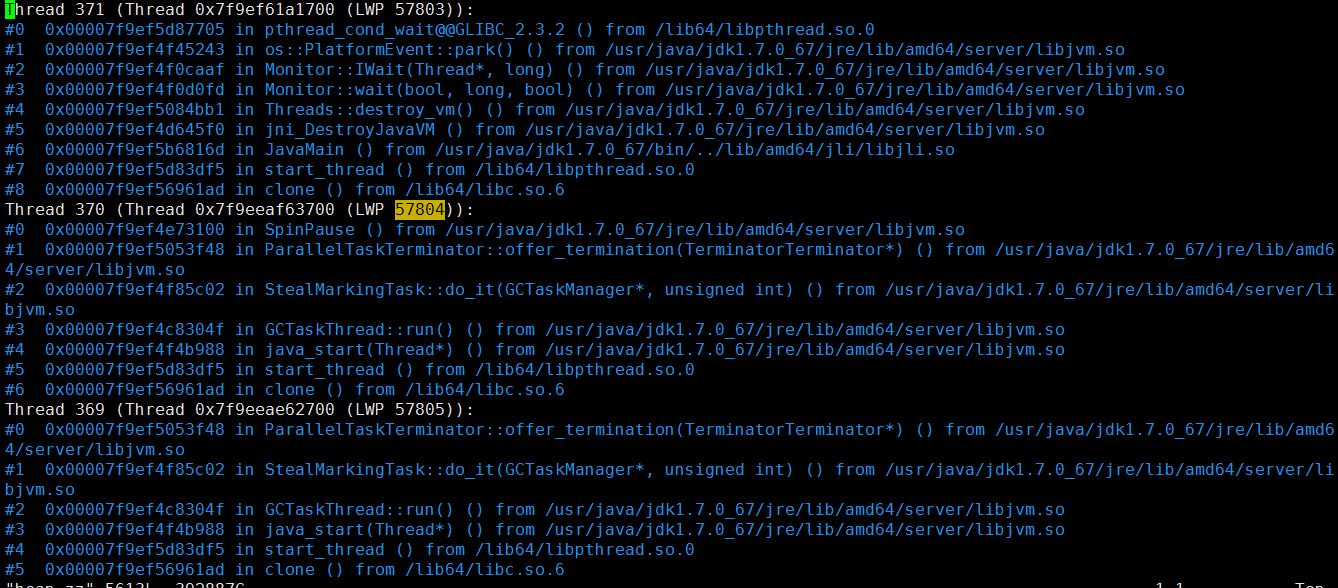 Thread 371 (Thread 0x7f9ef61a1700 (LWP 57803)):
#0  0x00007f9ef5d87705 in pthread_cond_wait@@GLIBC_2.3.2 () from /lib64/libpthread.so.0
#1  0x00007f9ef4f45243 in os::PlatformEvent::park() () from /usr/java/jdk1.7.0_67/jre/lib/amd64/server/libjvm.so
#2  0x00007f9ef4f0caaf in Monitor::IWait(Thread*, long) () from /usr/java/jdk1.7.0_67/jre/lib/amd64/server/libjvm.so
#3  0x00007f9ef4f0d0fd in Monitor::wait(bool, long, bool) () from /usr/java/jdk1.7.0_67/jre/lib/amd64/server/libjvm.so
#4  0x00007f9ef5084bb1 in Threads::destroy_vm() () from /usr/java/jdk1.7.0_67/jre/lib/amd64/server/libjvm.so
#5  0x00007f9ef4d645f0 in jni_DestroyJavaVM () from /usr/java/jdk1.7.0_67/jre/lib/amd64/server/libjvm.so
#6  0x00007f9ef5b6816d in JavaMain () from /usr/java/jdk1.7.0_67/bin/../lib/amd64/jli/libjli.so
#7  0x00007f9ef5d83df5 in start_thread () from /lib64/libpthread.so.0
#8  0x00007f9ef56961ad in clone () from /lib64/libc.so.6
Thread 370 (Thread 0x7f9eeaf63700 (LWP 57804)):
#0  0x00007f9ef4e73100 in SpinPause () from /usr/java/jdk1.7.0_67/jre/lib/amd64/server/libjvm.so
#1  0x00007f9ef5053f48 in ParallelTaskTerminator::offer_termination(TerminatorTerminator*) () from /usr/java/jdk1.7.0_67/jre/lib/amd6
4/server/libjvm.so
#2  0x00007f9ef4f85c02 in StealMarkingTask::do_it(GCTaskManager*, unsigned int) () from /usr/java/jdk1.7.0_67/jre/lib/amd64/server/li
bjvm.so
#3  0x00007f9ef4c8304f in GCTaskThread::run() () from /usr/java/jdk1.7.0_67/jre/lib/amd64/server/libjvm.so
#4  0x00007f9ef4f4b988 in java_start(Thread*) () from /usr/java/jdk1.7.0_67/jre/lib/amd64/server/libjvm.so
#5  0x00007f9ef5d83df5 in start_thread () from /lib64/libpthread.so.0
#6  0x00007f9ef56961ad in clone () from /lib64/libc.so.6
Thread 369 (Thread 0x7f9eeae62700 (LWP 57805)):
#0  0x00007f9ef5053f48 in ParallelTaskTerminator::offer_termination(TerminatorTerminator*) () from /usr/java/jdk1.7.0_67/jre/lib/amd6
4/server/libjvm.so
#1  0x00007f9ef4f85c02 in StealMarkingTask::do_it(GCTaskManager*, unsigned int) () from /usr/java/jdk1.7.0_67/jre/lib/amd64/server/li
bjvm.so
#2  0x00007f9ef4c8304f in GCTaskThread::run() () from /usr/java/jdk1.7.0_67/jre/lib/amd64/server/libjvm.so
#3  0x00007f9ef4f4b988 in java_start(Thread*) () from /usr/java/jdk1.7.0_67/jre/lib/amd64/server/libjvm.so
#4  0x00007f9ef5d83df5 in start_thread () from /lib64/libpthread.so.0
#5  0x00007f9ef56961ad in clone () from /lib64/libc.so.6